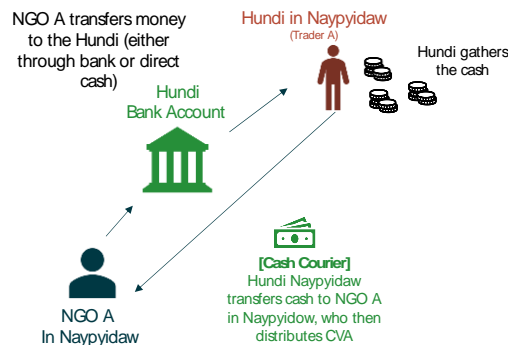 NGO A transfers money
to the Hundi (either
through bank or direct
cash)
Hundi in Naypyidaw
(Trader A)
Hundi gathers
the cash
Hundi
Bank Account
[Cash Courier]
Hundi Naypyidaw
transfers cash to NGO A
in Naypyidow, who then
distributes CVA
NGO A
In Naypyidaw